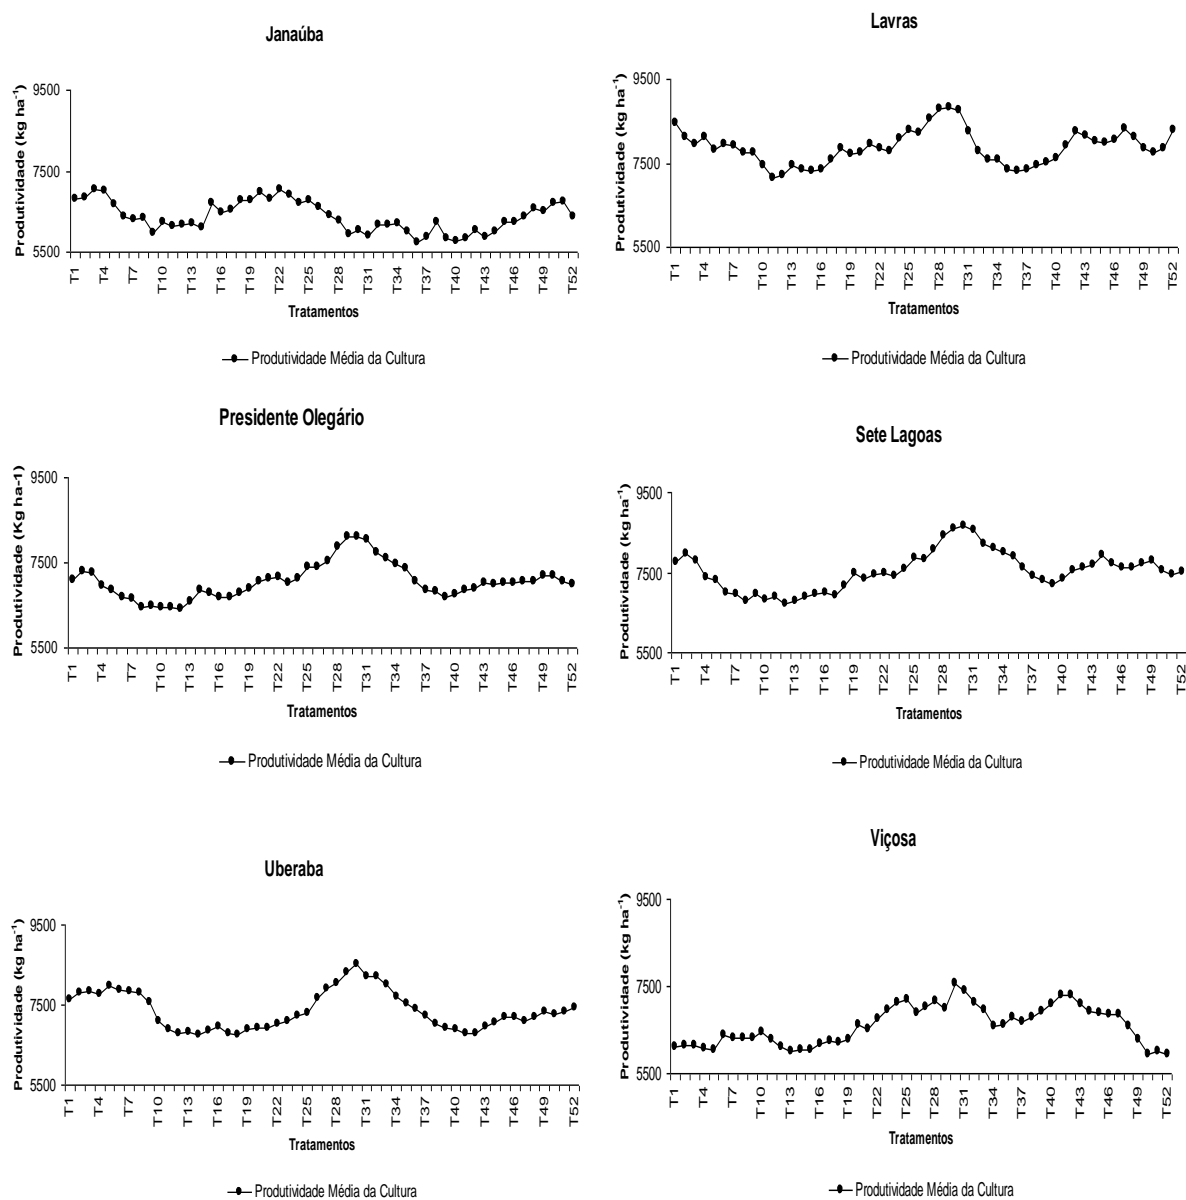 Janaúba
Produtividade (kg ha⁻¹)
9500
7500
5500
T1 T4 T7 T10 T13 T16 T19 T22 T25 T28 T31 T34 T37 T40 T43 T46 T49 T52
Tratamentos
Produtividade Média da Cultura
Lavras
Produtividade (kg ha⁻¹)
9500
7500
5500
T1 T4 T7 T10 T13 T16 T19 T22 T25 T28 T31 T34 T37 T40 T43 T46 T49 T52
Tratamentos
Produtividade Média da Cultura
Presidente Olegário
Produtividade (Kg ha-1)
9500
7500
5500
T1 T4 T7 T10 T13 T16 T19 T22 T25 T28 T31 T34 T37 T40 T43 T46 T49 T52
Tratamentos
Produtividade Média da Cultura
Sete Lagoas
Produtividade (kg ha⁻¹)
9500
7500
5500
T1 T4 T7 T10 T13 T16 T19 T22 T25 T28 T31 T34 T37 T40 T43 T46 T49 T52
Tratamentos
Produtividade Média da Cultura
Uberaba
Produtividade (kg ha⁻¹)
9500
7500
5500
T1 T4 T7 T10 T13 T16 T19 T22 T25 T28 T31 T34 T37 T40 T43 T46 T49 T52
Tratamentos
Produtividade Média da Cultura
Viçosa
Produtividade (kg ha⁻¹)
9500
7500
5500
T1 T4 T7 T10 T13 T16 T19 T22 T25 T28 T31 T34 T37 T40 T43 T46 T49 T52
Tratamentos
Produtividade Média da Cultura